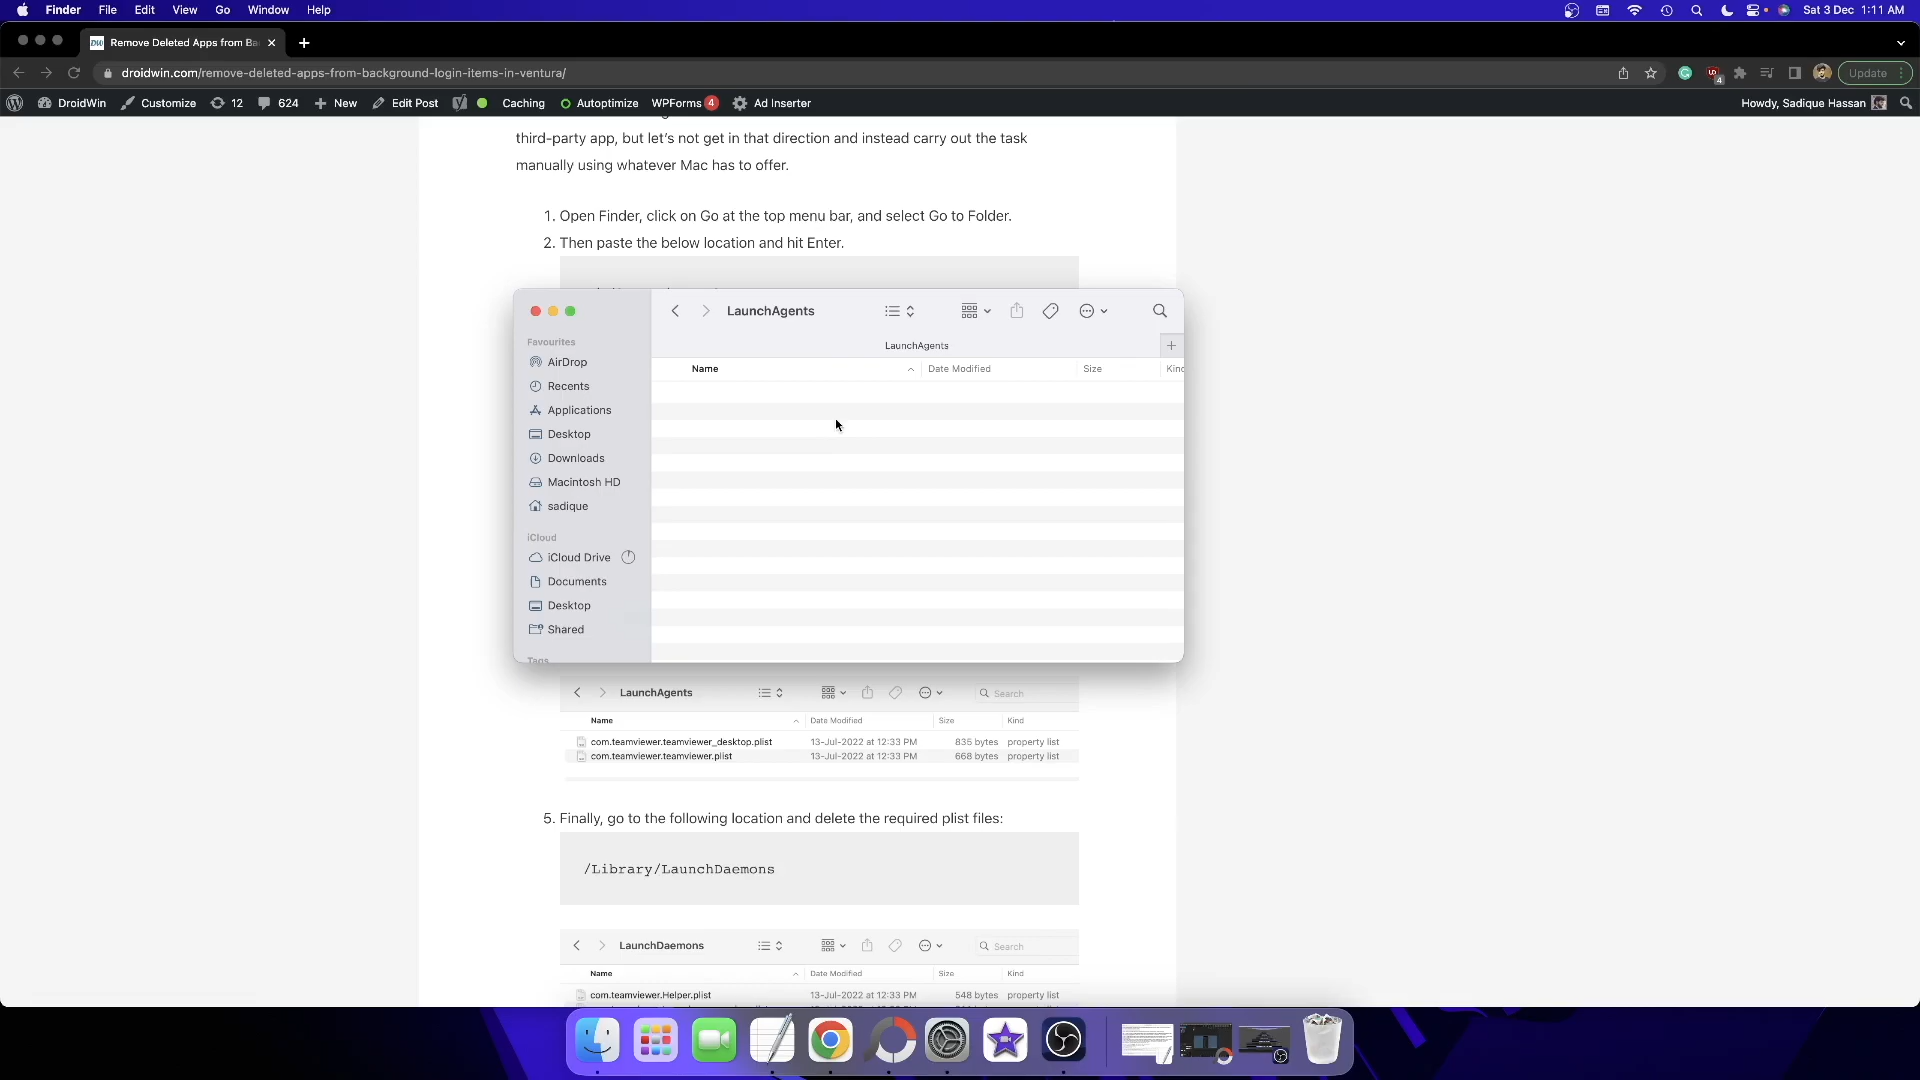 Finder File Edit View Go Window Help Sat 3 Dec 1:11 AM
Remove Deleted Apps from Ba
droidwin.com/remove-deleted-apps-from-background-login-items-in-ventura/ 4 Update
DroidWin Customize 12 624 New Edit Post Caching Autoptimize WPForms 4 Ad Inserter Howdy, Sadique Hassan
third-party app, but let's not get in that direction and instead carry out the task
manually using whatever Mac has to offer.
1. Open Finder, click on Go at the top menu bar, and select Go to Folder.
2. Then paste the below location and hit Enter.
LaunchAgents
LaunchAgents
Name Date Modified Size Kind
Favourites
AirDrop
Recents
Applications
Desktop
Downloads
Macintosh HD
sadique
iCloud
iCloud Drive
Documents
Desktop
Shared
Tags
LaunchAgents Search
Name Date Modified Size Kind
com.teamviewer.teamviewer_desktop.plist 13-Jul-2022 at 12:33 PM 835 bytes property list
com.teamviewer.teamviewer.plist 13-Jul-2022 at 12:33 PM 668 bytes property list
5. Finally, go to the following location and delete the required plist files:
/Library/LaunchDaemons
LaunchDaemons Search
Name Date Modified Size Kind
com.teamviewer.Helper.plist 13-Jul-2022 at 12:33 PM 548 bytes property list